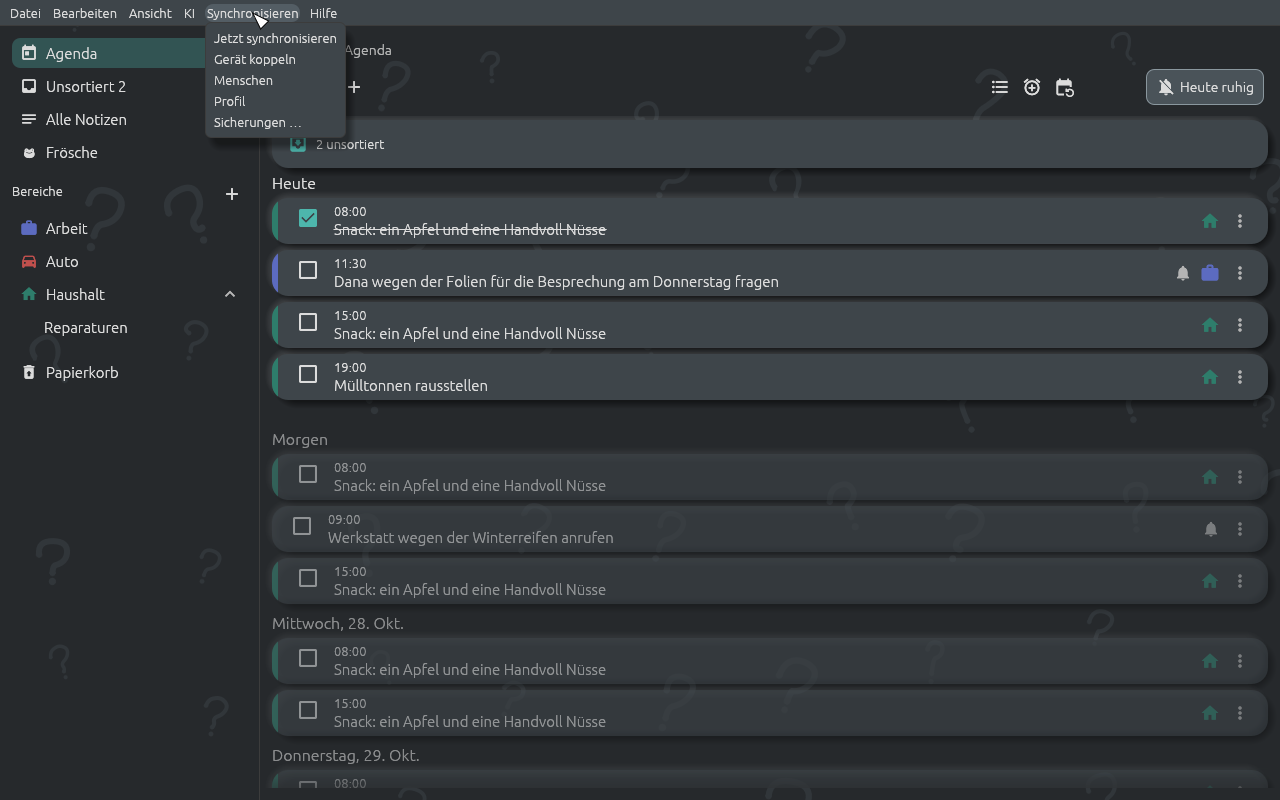 Datei Bearbeiten Ansicht KI Synchronisieren Hilfe
Jetzt synchronisieren
Gerät koppeln
Menschen
Profil
Sicherungen …
Agenda
Unsortiert 2
Alle Notizen
Frösche
Bereiche
Arbeit
Auto
Haushalt
Reparaturen
Papierkorb
Agenda
Heute ruhig
2 unsortiert
Heute
08:00
Snack: ein Apfel und eine Handvoll Nüsse
11:30
Dana wegen der Folien für die Besprechung am Donnerstag fragen
15:00
Snack: ein Apfel und eine Handvoll Nüsse
19:00
Mülltonnen rausstellen
Morgen
08:00
Snack: ein Apfel und eine Handvoll Nüsse
09:00
Werkstatt wegen der Winterreifen anrufen
15:00
Snack: ein Apfel und eine Handvoll Nüsse
Mittwoch, 28. Okt.
08:00
Snack: ein Apfel und eine Handvoll Nüsse
15:00
Snack: ein Apfel und eine Handvoll Nüsse
Donnerstag, 29. Okt.
08:00